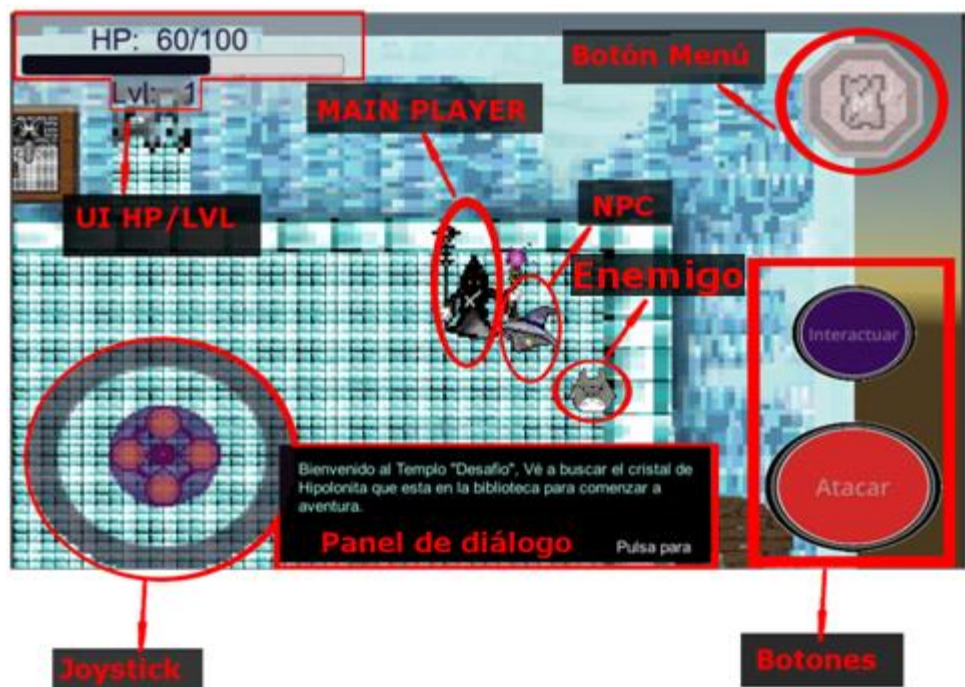 HP: 60/100
Lvl: 1
Botón Menú
MAIN PLAYER
UI HP/LVL
NPC
Enemigo
Interactuar
Atacar
Bienvenido al Templo "Desafio", Vé a buscar el cristal de
Hipolonita que esta en la biblioteca para comenzar a
aventura.
Panel de diálogo
Pulsa para
Joystick
Botones